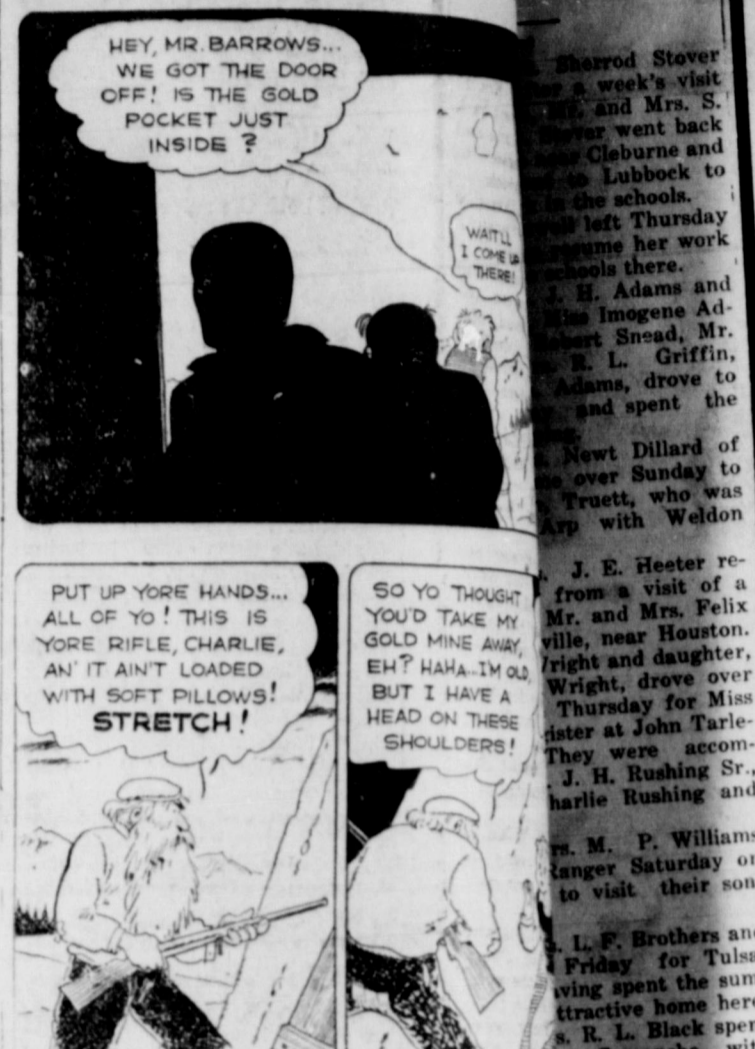 HEY, MR. BARROWS...
WE GOT THE DOOR
OFF! IS THE GOLD
POCKET JUST
INSIDE?
WAIT'LL
I COME UP
THERE!
PUT UP YORE HANDS...
ALL OF YO! THIS IS
YORE RIFLE, CHARLIE,
AN' IT AIN'T LOADED
WITH SOFT PILLOWS!
STRETCH!
SO YO THOUGHT
YOU'D TAKE MY
GOLD MINE AWAY,
EH? HAHA...I'M OLD,
BUT I HAVE A
HEAD ON THESE
SHOULDERS!
Sherrod Stover
a week's visit
and Mrs. S.
Stover went back
Cleburne and
to Lubbock to
in the schools.
left Thursday
her work
schools there.
J. H. Adams and
Miss Imogene Ad-
Snead, Mr.
R. L. Griffin,
Adams, drove to
and spent the
Newt Dillard of
over Sunday to
Truett, who was
Arp with Weldon
J. E. Heeter re-
from a visit of a
Mr. and Mrs. Felix
ville, near Houston.
and daughter,
Wright, drove over
Thursday for Miss
at John Tarle-
They were accom-
J. H. Rushing Sr.,
Charlie Rushing and
M. P. Williams
Ranger Saturday
to visit their son
L. F. Brothers and
Friday for Tulsa
spent the sum
home here
R. L. Black